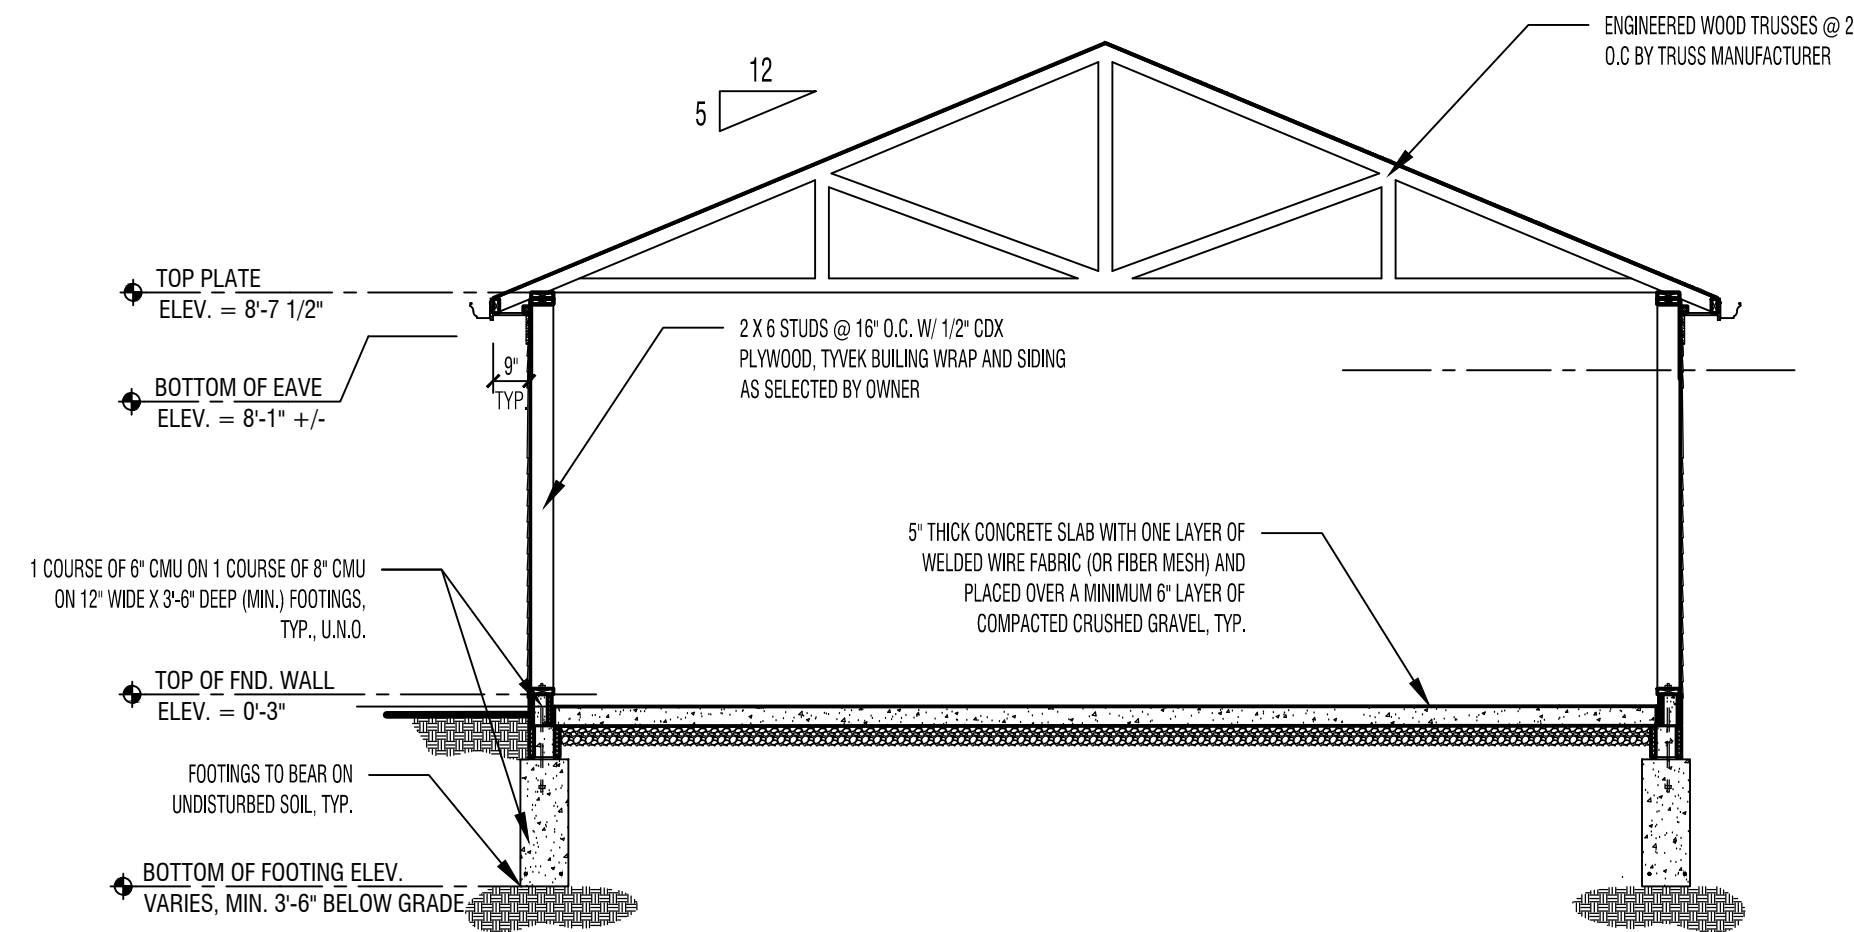 ENGINEERED WOOD TRUSSES @ 2
O.C BY TRUSS MANUFACTURER
12
5
TOP PLATE
ELEV. = 8'-7 1/2"
2 X 6 STUDS @ 16" O.C. W/ 1/2" CDX
PLYWOOD, TYVEK BUILING WRAP AND SIDING
AS SELECTED BY OWNER
9"
TYP.
BOTTOM OF EAVE
ELEV. = 8'-1" +/-
5" THICK CONCRETE SLAB WITH ONE LAYER OF
WELDED WIRE FABRIC (OR FIBER MESH) AND
PLACED OVER A MINIMUM 6" LAYER OF
COMPACTED CRUSHED GRAVEL, TYP.
1 COURSE OF 6" CMU ON 1 COURSE OF 8" CMU
ON 12" WIDE X 3'-6" DEEP (MIN.) FOOTINGS,
TYP., U.N.O.
TOP OF FND. WALL
ELEV. = 0'-3"
FOOTINGS TO BEAR ON
UNDISTURBED SOIL, TYP.
BOTTOM OF FOOTING ELEV.
VARIES, MIN. 3'-6" BELOW GRADE